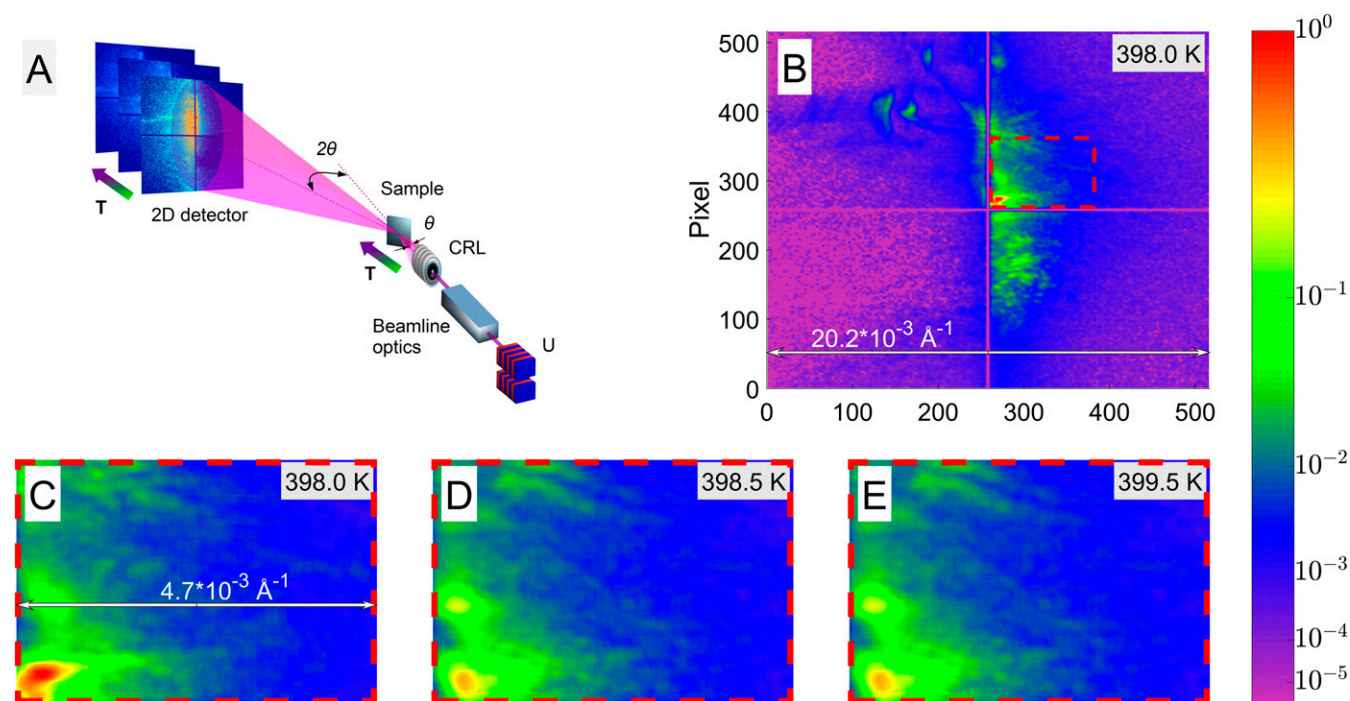 A
2θ
Sample
θ
CRL
T
2D detector
T
Beamline
optics
U
B
398.0 K
Pixel
500
400
300
200
100
0
20.2*10⁻³ Å⁻¹
0 100 200 300 400 500
10⁰
10⁻¹
10⁻²
10⁻³
10⁻⁴
10⁻⁵
C
398.0 K
4.7*10⁻³ Å⁻¹
D
398.5 K
E
399.5 K